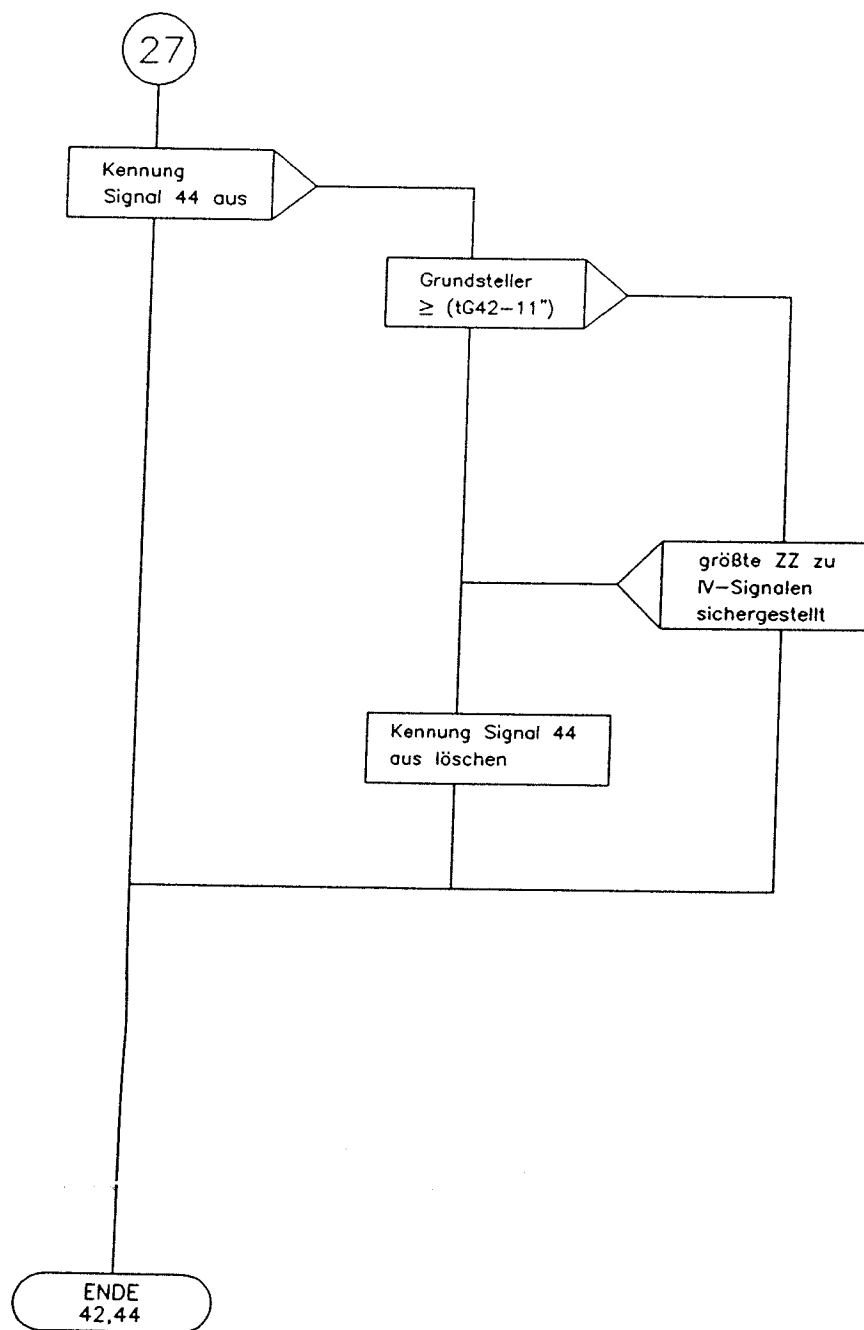 27
Kennung
Signal 44 aus
Grundsteller
≥ (tG42-11")
größte ZZ zu
IV-Signalen
sichergestellt
Kennung Signal 44
aus löschen
ENDE
42,44